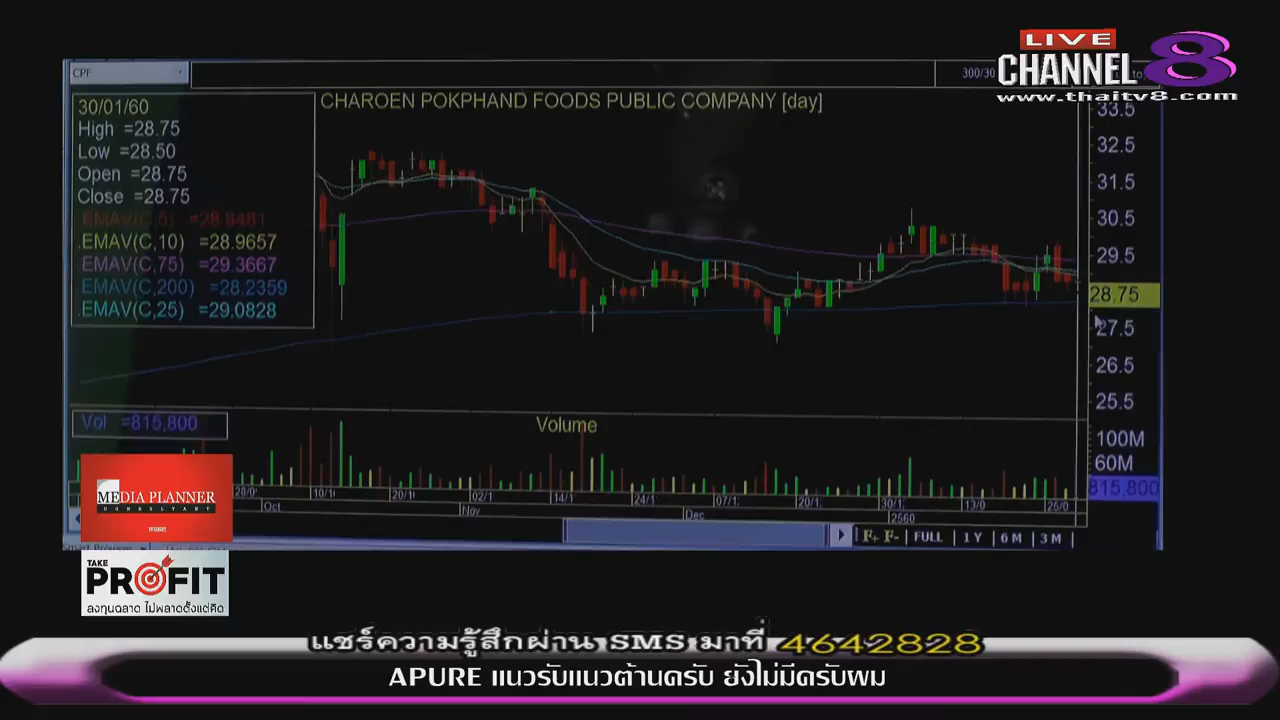 LIVE
CHANNEL 8
www.thaitv8.com
CPF
300/30
30/01/60
High =28.75
Low =28.50
Open =28.75
Close =28.75
.EMAV(C,5) =28.8481
.EMAV(C,10) =28.9657
.EMAV(C,75) =29.3667
.EMAV(C,200) =28.2359
.EMAV(C,25) =29.0828
CHAROEN POKPHAND FOODS PUBLIC COMPANY [day]
33.5
32.5
31.5
30.5
29.5
28.75
27.5
26.5
25.5
Vol =815,800
Volume
100M
60M
815,800
28/0 10/1 20/1 02/1 14/1 24/1 07/1 20/1 30/1 13/0 25/0
Oct Nov Dec 2560
F+ F- FULL 1Y 6M 3M
MEDIA PLANNER
CONSULTANT
TAKE
PROFIT
ลงทุนฉลาด ไม่พลาดตั้งแต่คิด
แชร์ความรู้สึกผ่าน SMS มาที่ 4642828
APURE แนวรับแนวต้านครับ ยังไม่มีครับผม